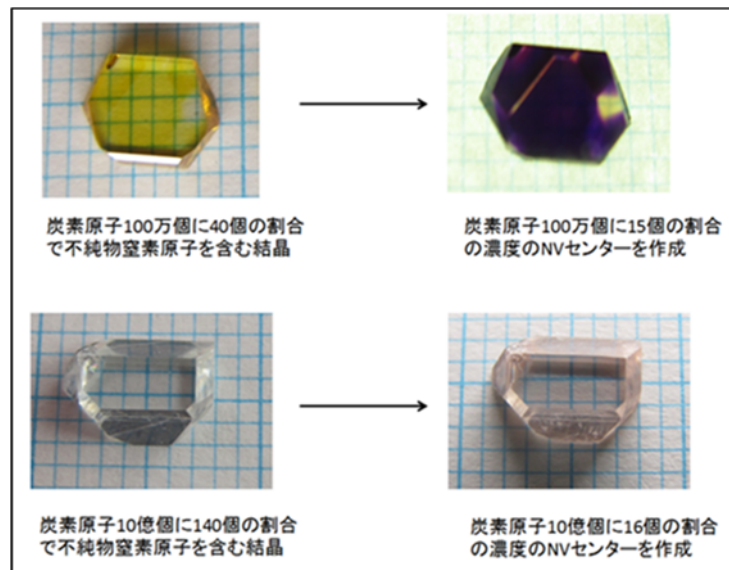 炭素原子100万個に40個の割合
で不純物窒素原子を含む結晶
炭素原子100万個に15個の割合
の濃度のNVセンターを作成
炭素原子10億個に140個の割合
で不純物窒素原子を含む結晶
炭素原子10億個に16個の割合
の濃度のNVセンターを作成